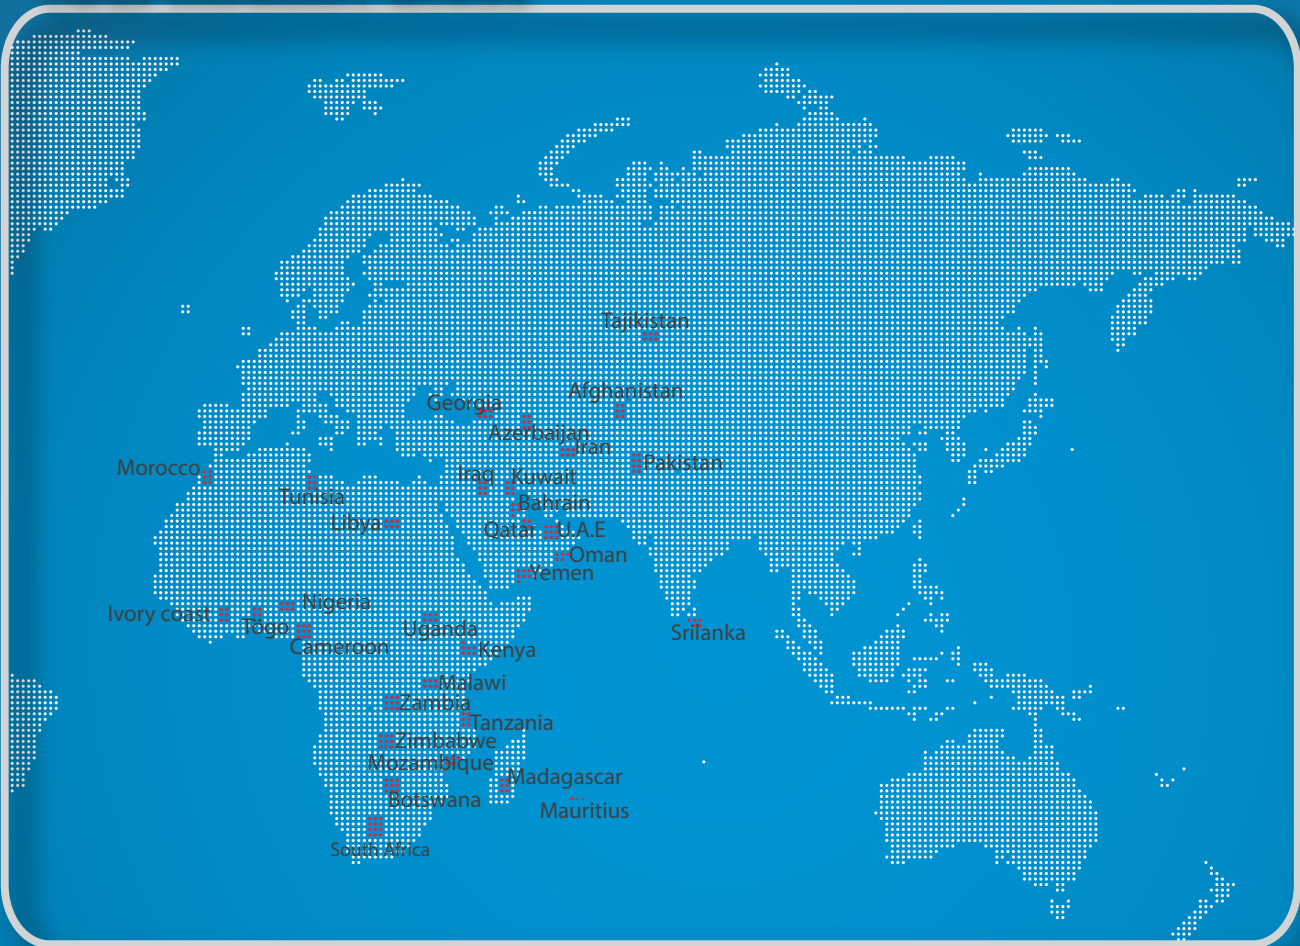 Tajikistan
Afghanistan
Georgia
Azerbaijan
Iran
Pakistan
Morocco
Iraq
Kuwait
Tunisia
Bahrain
Libya
Qatar
U.A.E
Oman
Yemen
Ivory coast
Nigeria
Togo
Uganda
Srilanka
Cameroon
Kenya
Malawi
Zambia
Tanzania
Zimbabwe
Mozambique
Madagascar
Botswana
Mauritius
South Africa